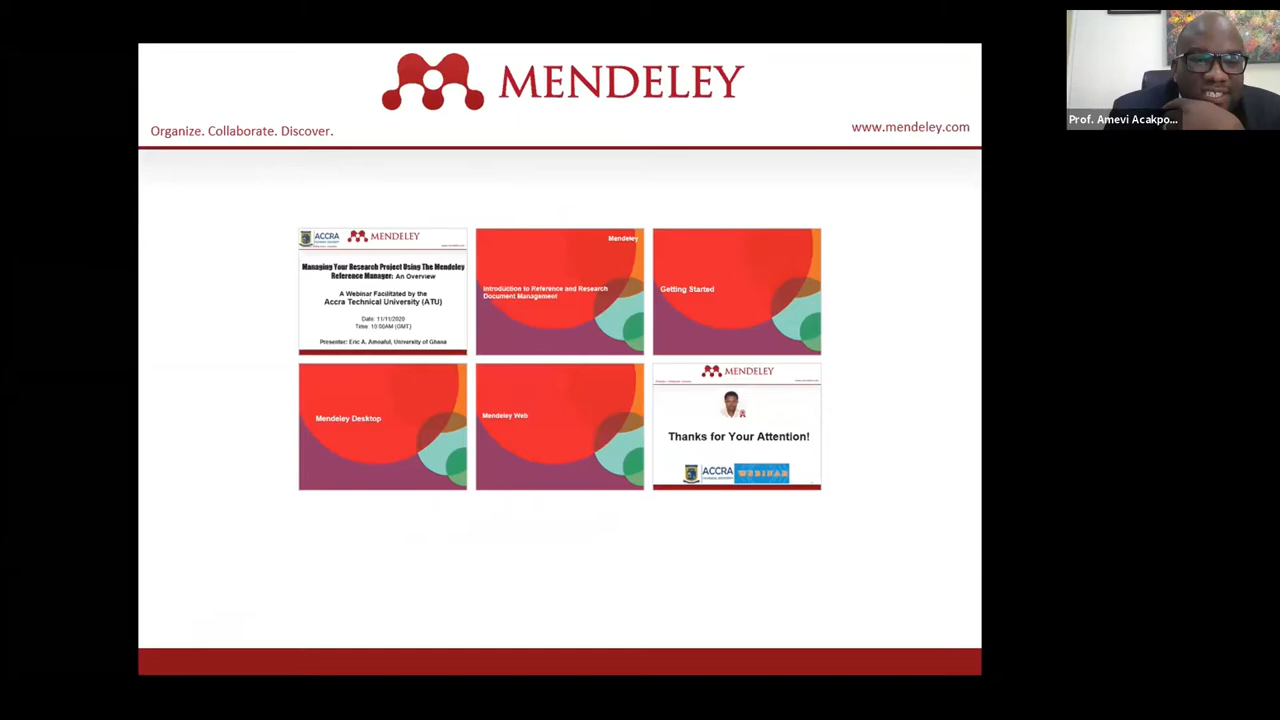 MENDELEY
Organize. Collaborate. Discover.
www.mendeley.com
Prof. Amevi Acakpo...
ACCRA
MENDELEY
Managing Your Research Project Using The Mendeley
Reference Manager: An Overview
A Webinar Facilitated by the
Accra Technical University (ATU)
Date: 11/11/2020
Time: 10:00AM (GMT)
Presenter: Eric A. Amoaful, University of Ghana
Mendeley
Introduction to Reference and Research
Document Management
Getting Started
Mendeley Desktop
Mendeley Web
MENDELEY
Thanks for Your Attention!
ACCRA
WEBINAR